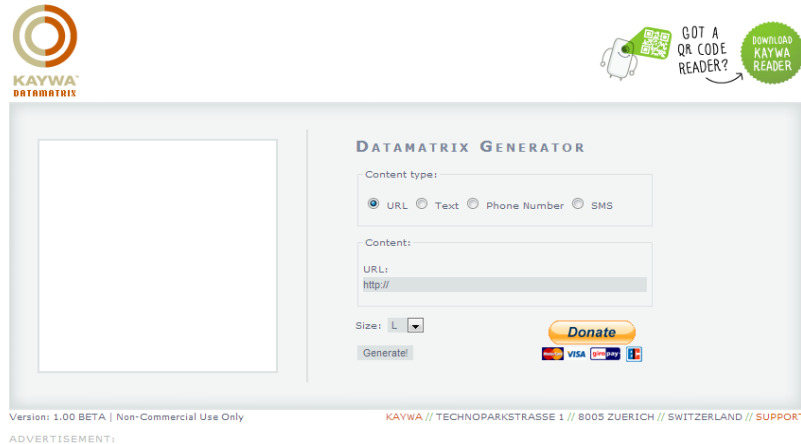 KAYWA
DATAMATRIX
GOT A
QR CODE
READER?
DOWNLOAD
KAYWA
READER
DATAMATRIX GENERATOR
Content type:
URL Text Phone Number SMS
Content:
URL:
http://
Size: L
Generate!
Donate
VISA giropay
Version: 1.00 BETA | Non-Commercial Use Only
KAYWA // TECHNOPARKSTRASSE 1 // 8005 ZUERICH // SWITZERLAND // SUPPORT
ADVERTISEMENT: